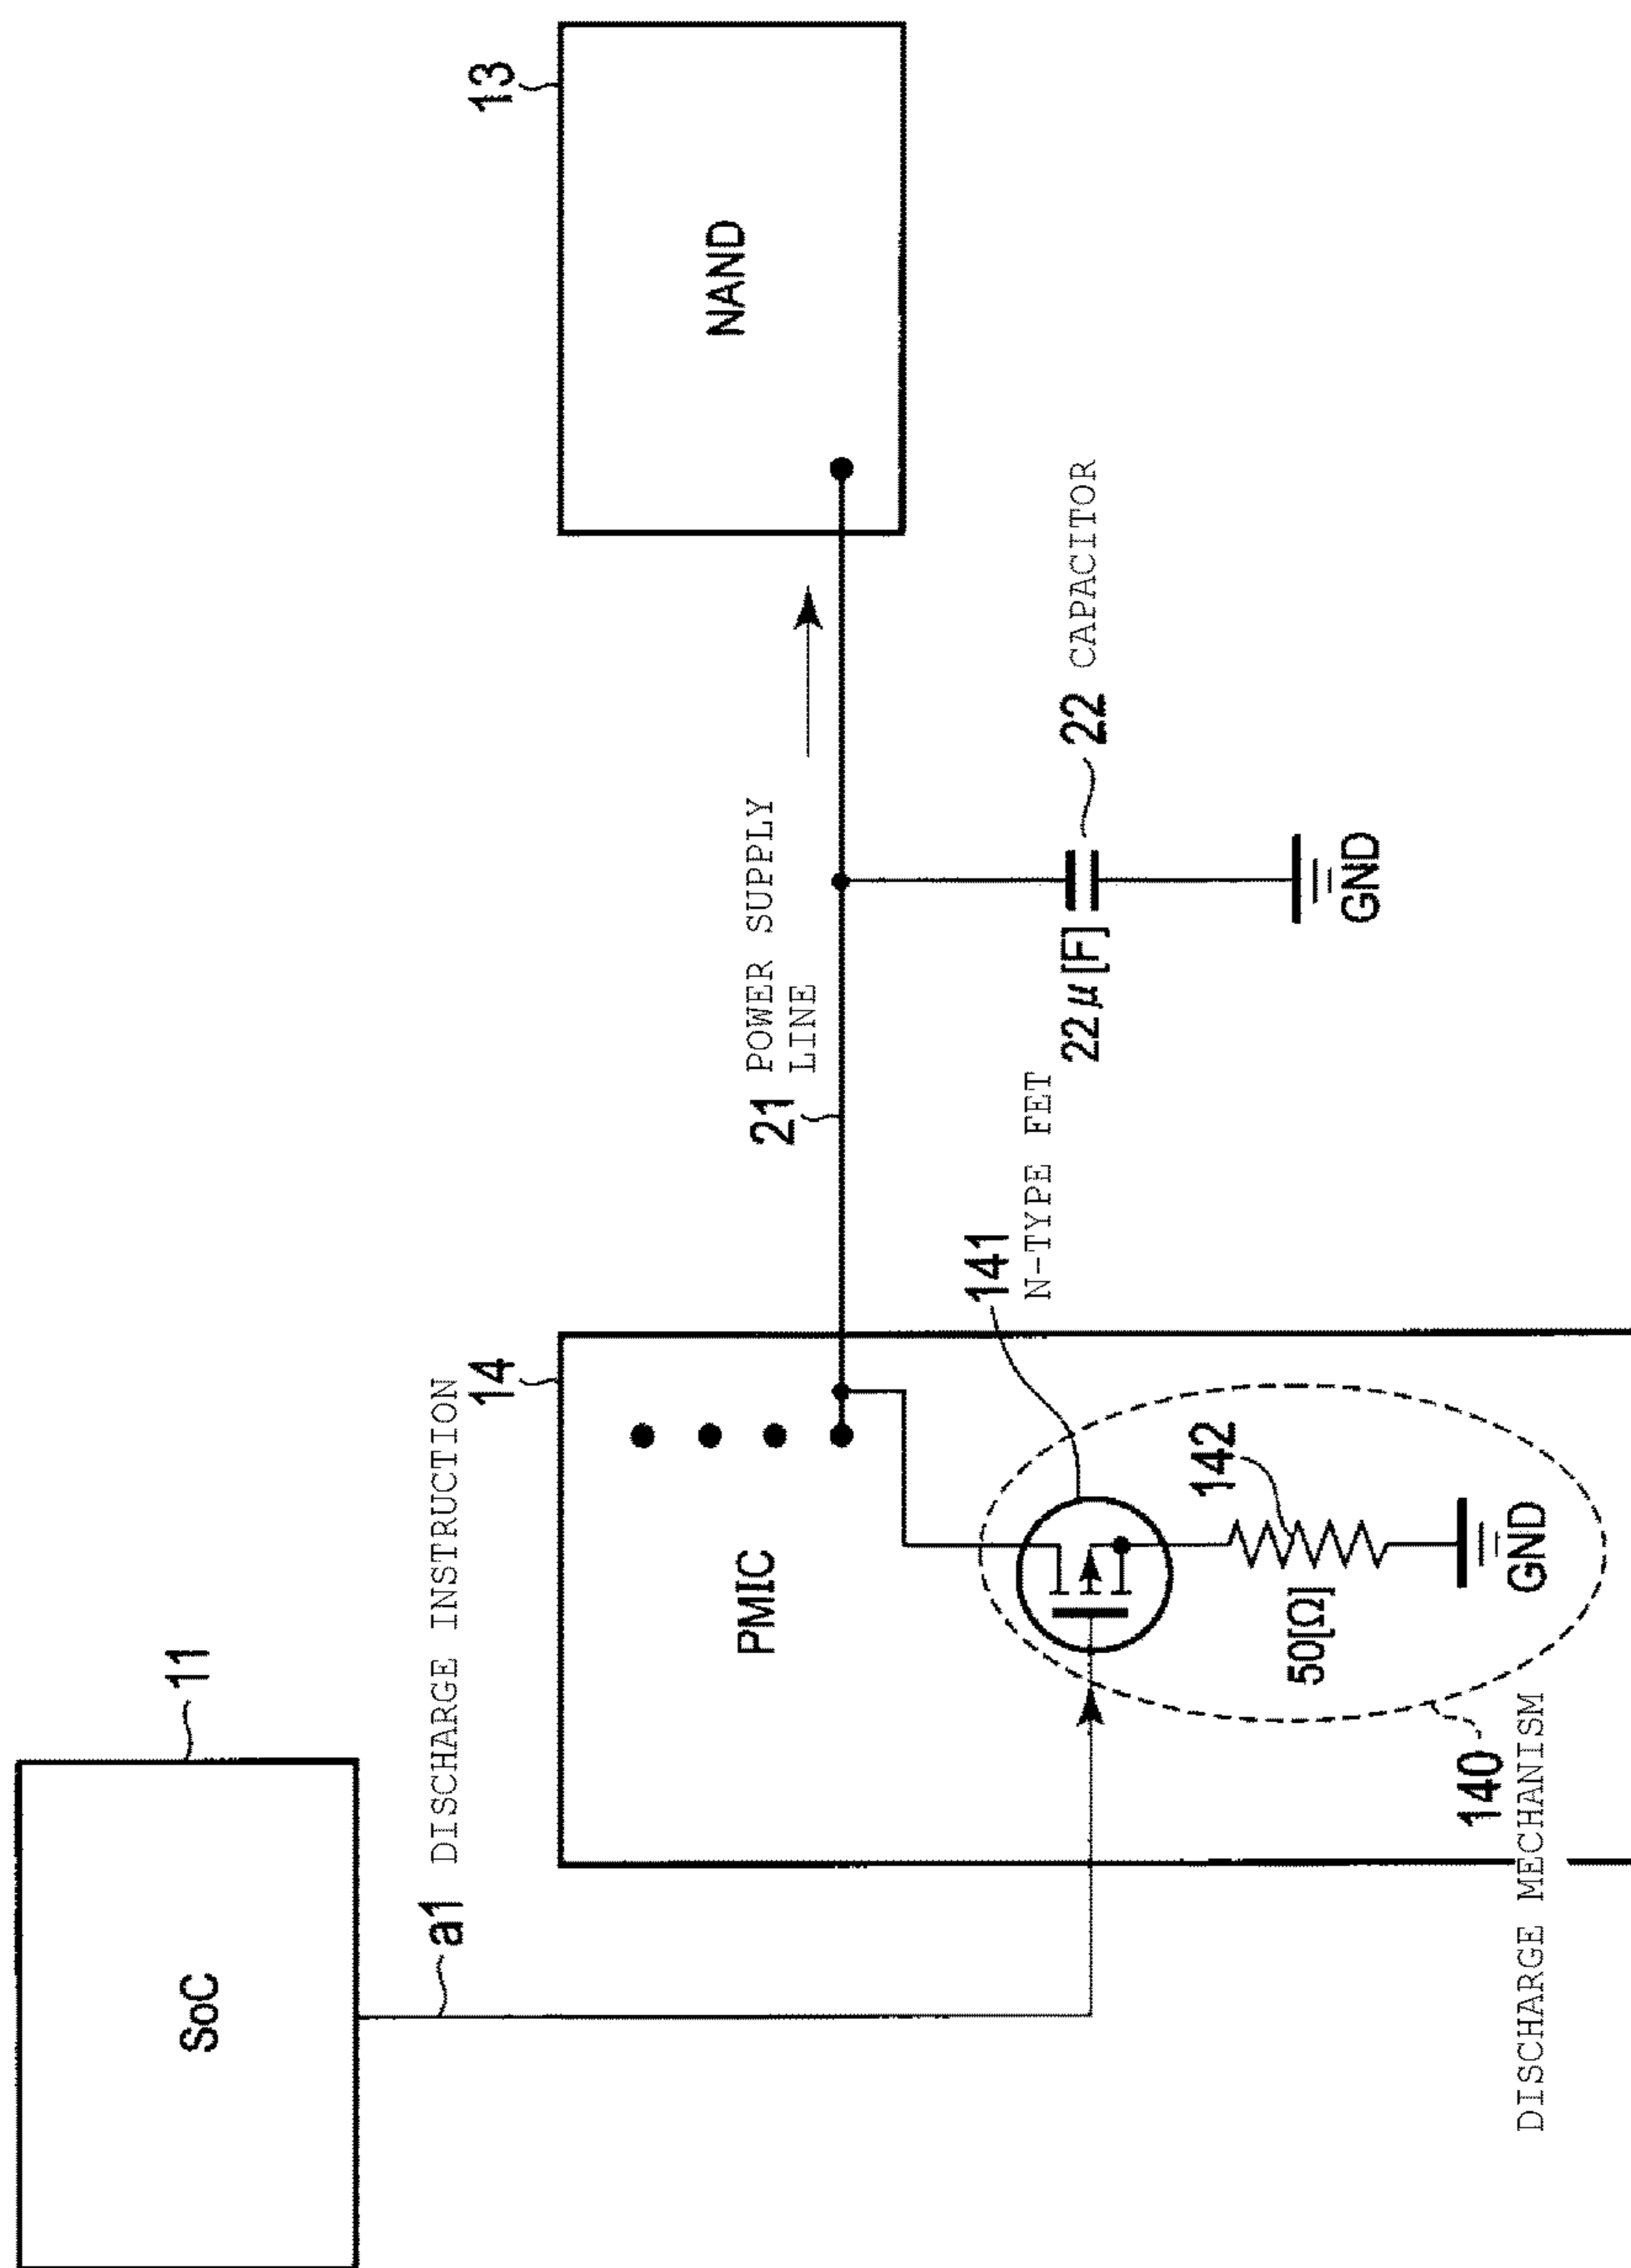 11
SoC
a1 DISCHARGE INSTRUCTION
14
13
PMIC
NAND
21 POWER SUPPLY
LINE
141
N-TYPE FET
22μ[F]
22 CAPACITOR
142
50[Ω]
GND
140
DISCHARGE MECHANISM
GND